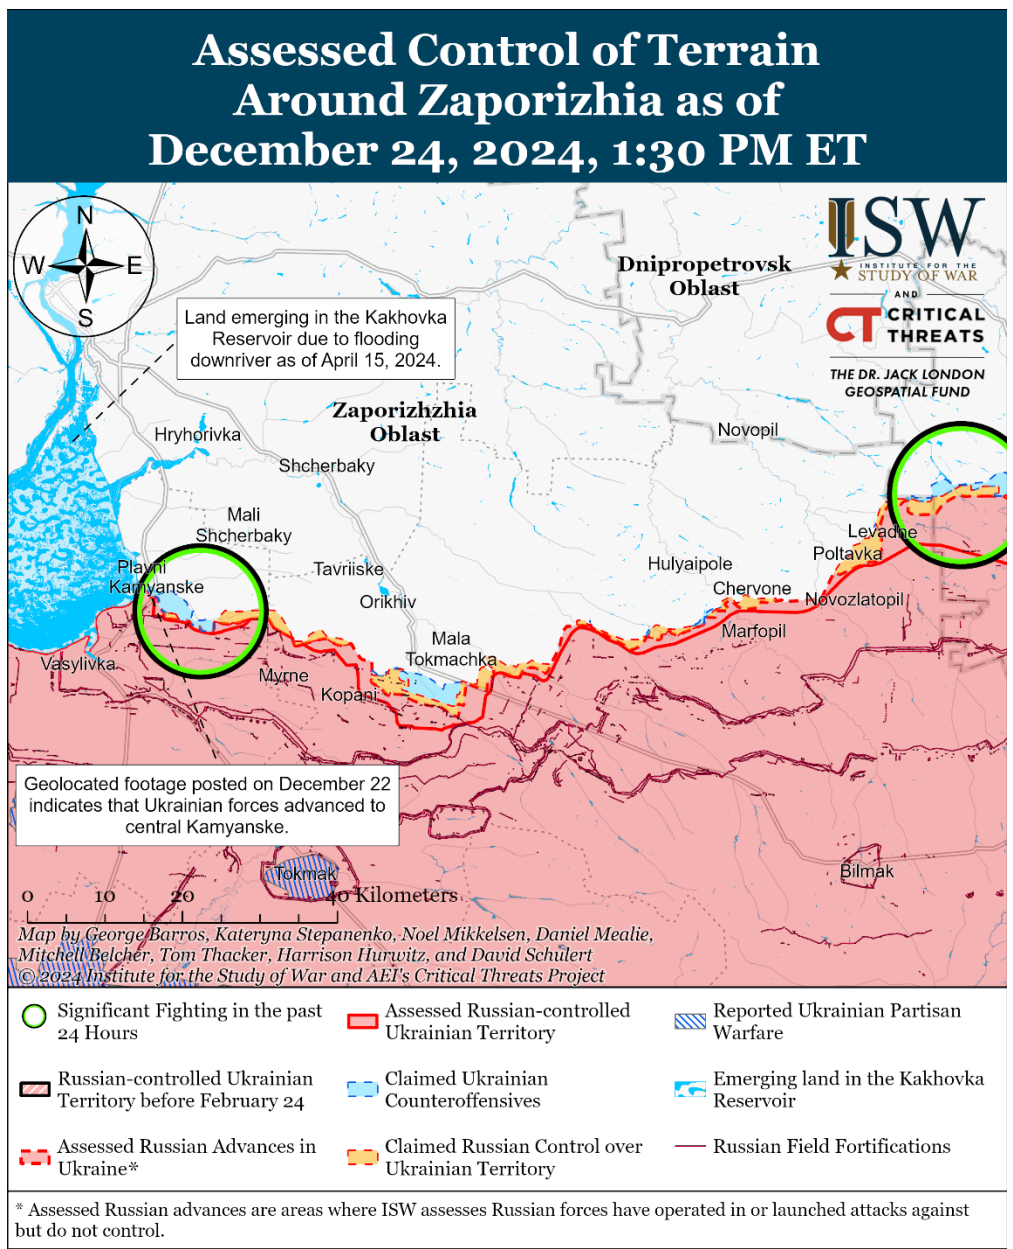 Assessed Control of Terrain
Around Zaporizhia as of
December 24, 2024, 1:30 PM ET
N
W
E
S
ISW
INSTITUTE FOR THE
STUDY OF WAR
AND
CT CRITICAL
THREATS
THE DR. JACK LONDON
GEOSPATIAL FUND
Dnipropetrovsk
Oblast
Land emerging in the Kakhovka
Reservoir due to flooding
downriver as of April 15, 2024.
Zaporizhzhia
Oblast
Hryhorivka
Novopil
Shcherbaky
Mali
Shcherbaky
Levadne
Poltavka
Plavni
Kamyanske
Tavriiske
Hulyaipole
Chervone
Orikhiv
Novozlatopil
Marfopil
Mala
Tokmachka
Vasylivka
Myrne
Kopani
Geolocated footage posted on December 22
indicates that Ukrainian forces advanced to
central Kamyanske.
Tokmak
Bilmak
0 10 20 40 Kilometers
Map by George Barros, Kateryna Stepanenko, Noel Mikkelsen, Daniel Mealie,
Mitchell Belcher, Tom Thacker, Harrison Hurwitz, and David Schulert
© 2024 Institute for the Study of War and AEI's Critical Threats Project
Significant Fighting in the past
24 Hours
Assessed Russian-controlled
Ukrainian Territory
Reported Ukrainian Partisan
Warfare
Russian-controlled Ukrainian
Territory before February 24
Claimed Ukrainian
Counteroffensives
Emerging land in the Kakhovka
Reservoir
Assessed Russian Advances in
Ukraine*
Claimed Russian Control over
Ukrainian Territory
Russian Field Fortifications
* Assessed Russian advances are areas where ISW assesses Russian forces have operated in or launched attacks against
but do not control.